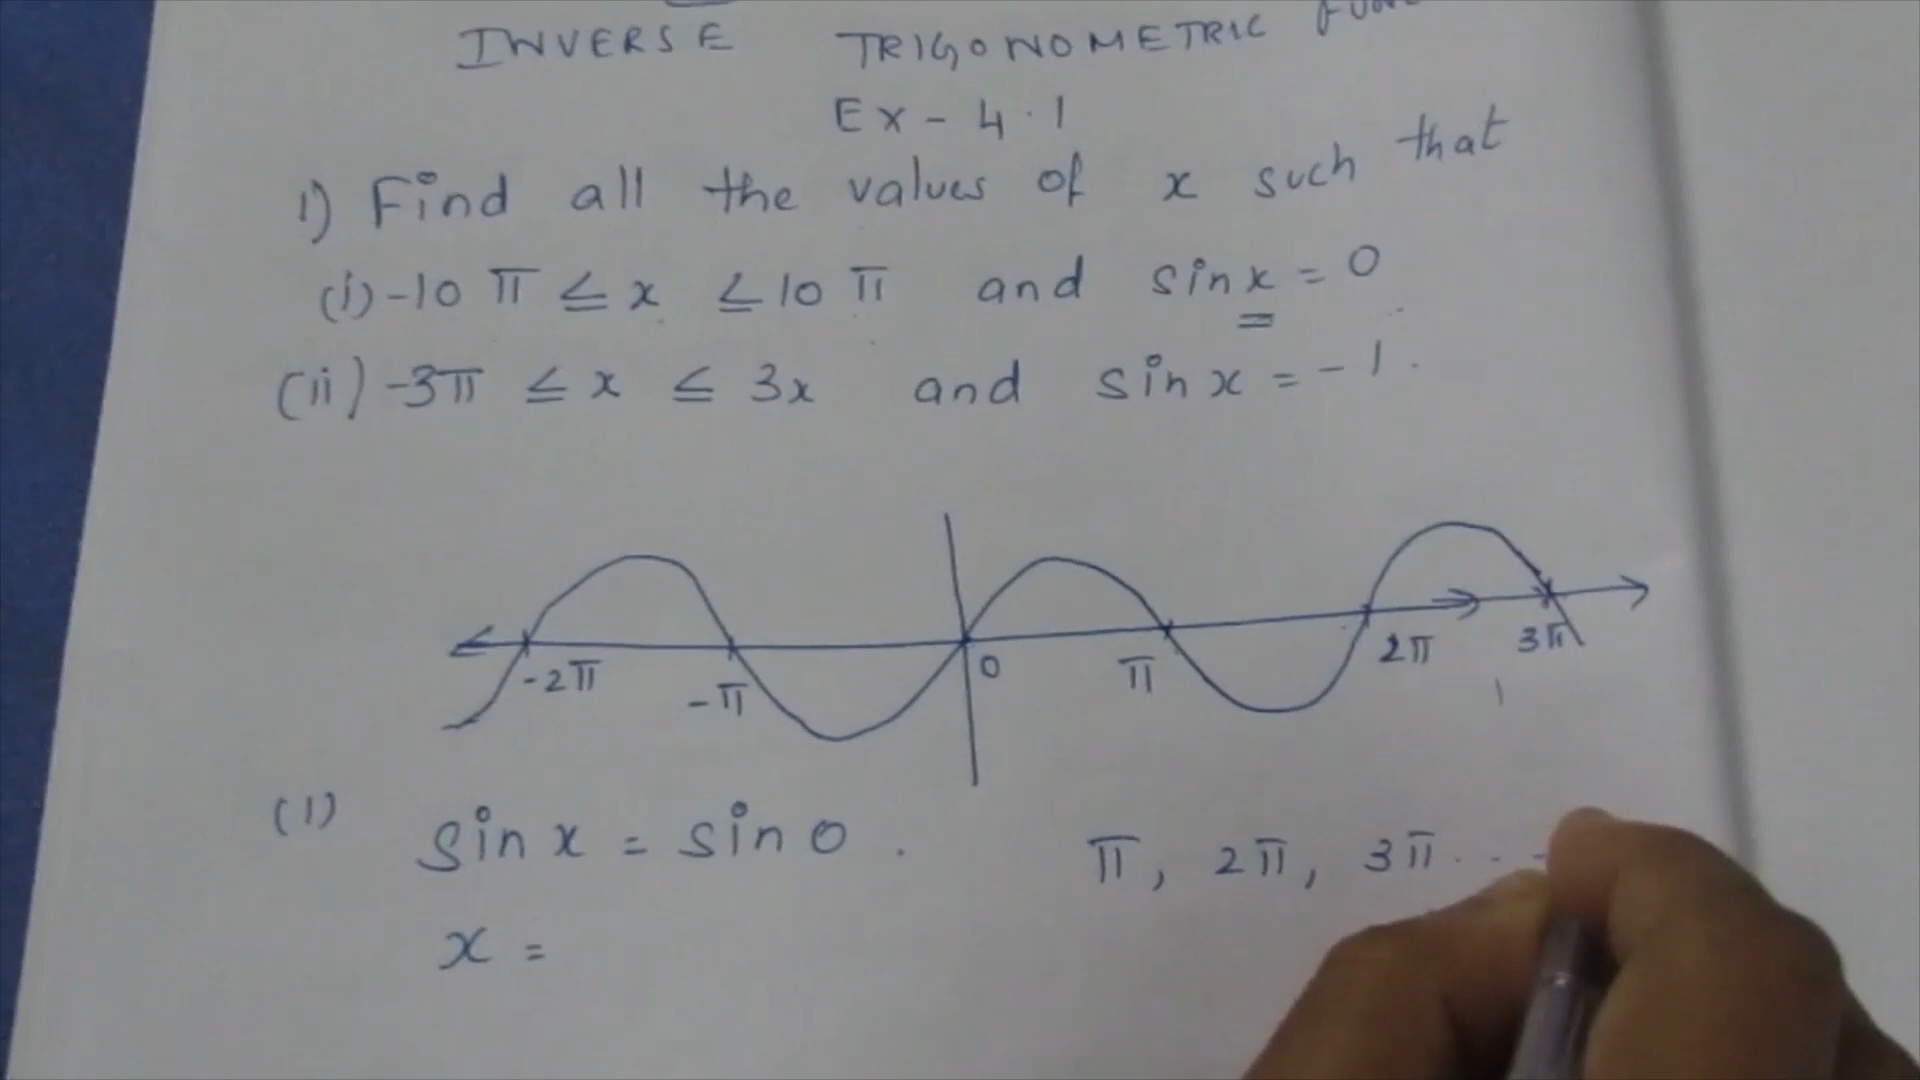 INVERSE TRIGONOMETRIC
Ex - 4.1
1) Find all the values of x such that
(i) -10 π ≤ x ≤ 10 π and sin x = 0
(ii) -3π ≤ x ≤ 3x and sin x = -1.
-2π -π 0 π 2π 3π
(1) sin x = sin 0. π, 2π, 3π...
x =